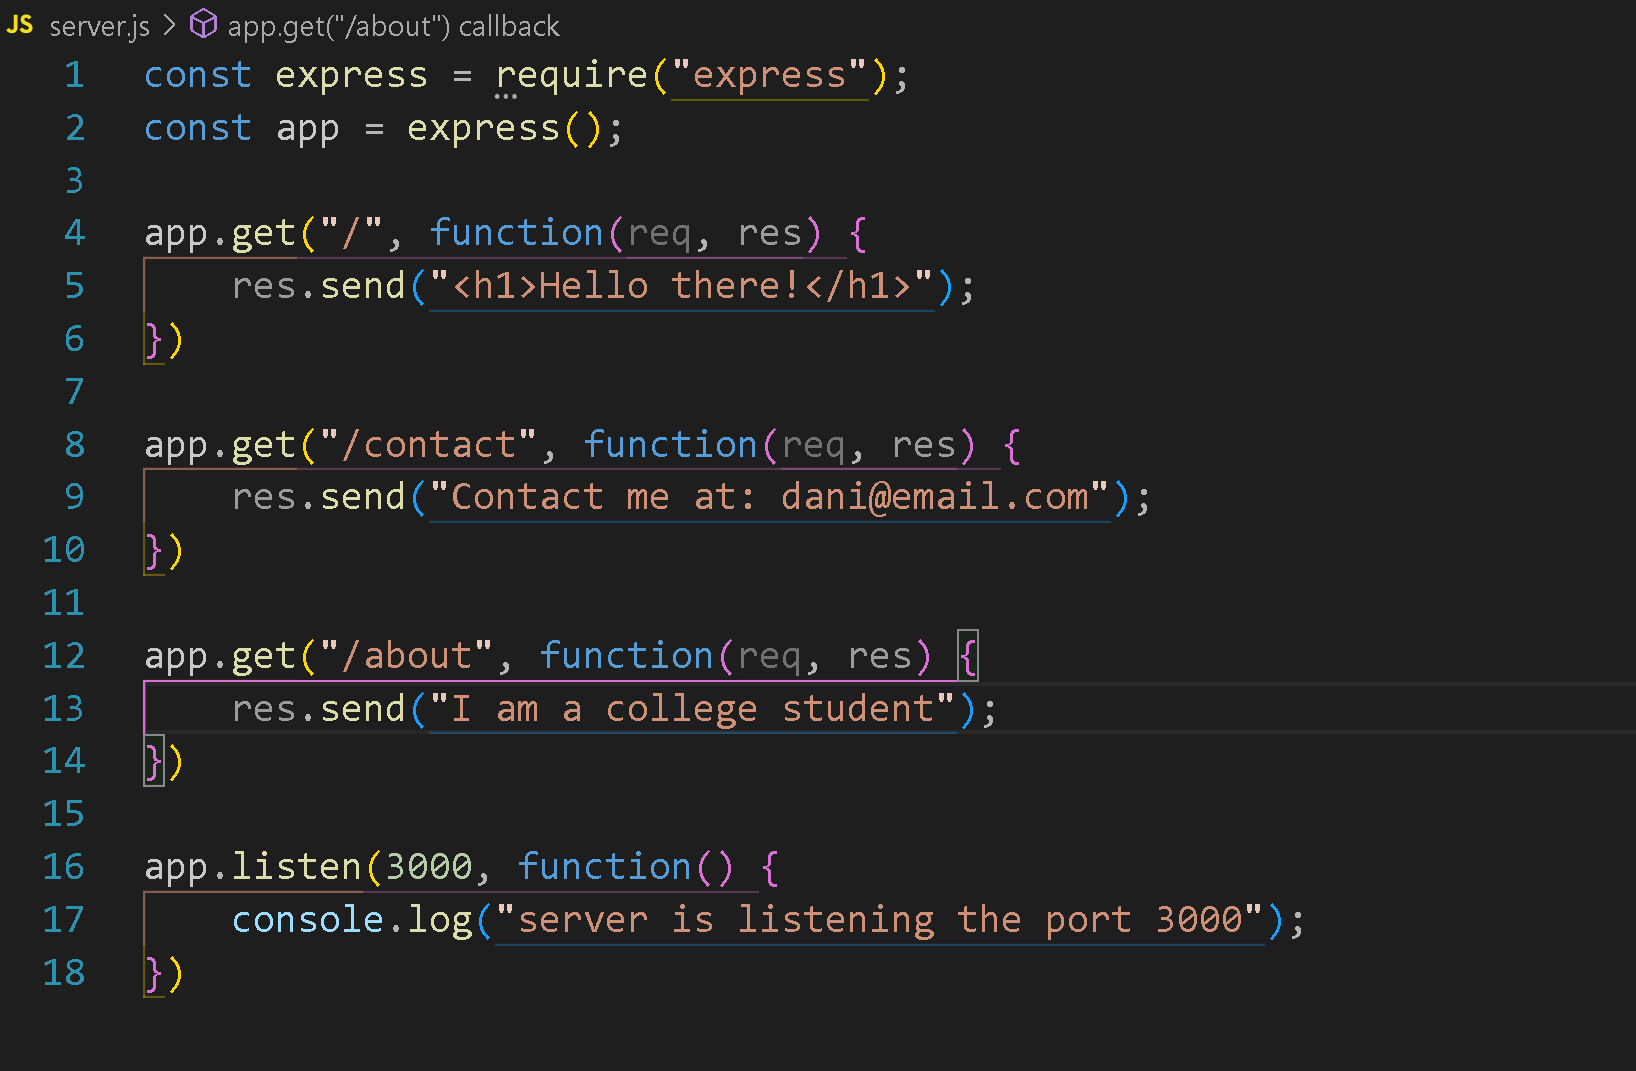 JS server.js > app.get("/about") callback
1 const express = require("express");
2 const app = express();
3
4 app.get("/", function(req, res) {
5     res.send("<h1>Hello there!</h1>");
6 })
7
8 app.get("/contact", function(req, res) {
9     res.send("Contact me at: dani@email.com");
10 })
11
12 app.get("/about", function(req, res) {
13     res.send("I am a college student");
14 })
15
16 app.listen(3000, function() {
17     console.log("server is listening the port 3000");
18 })